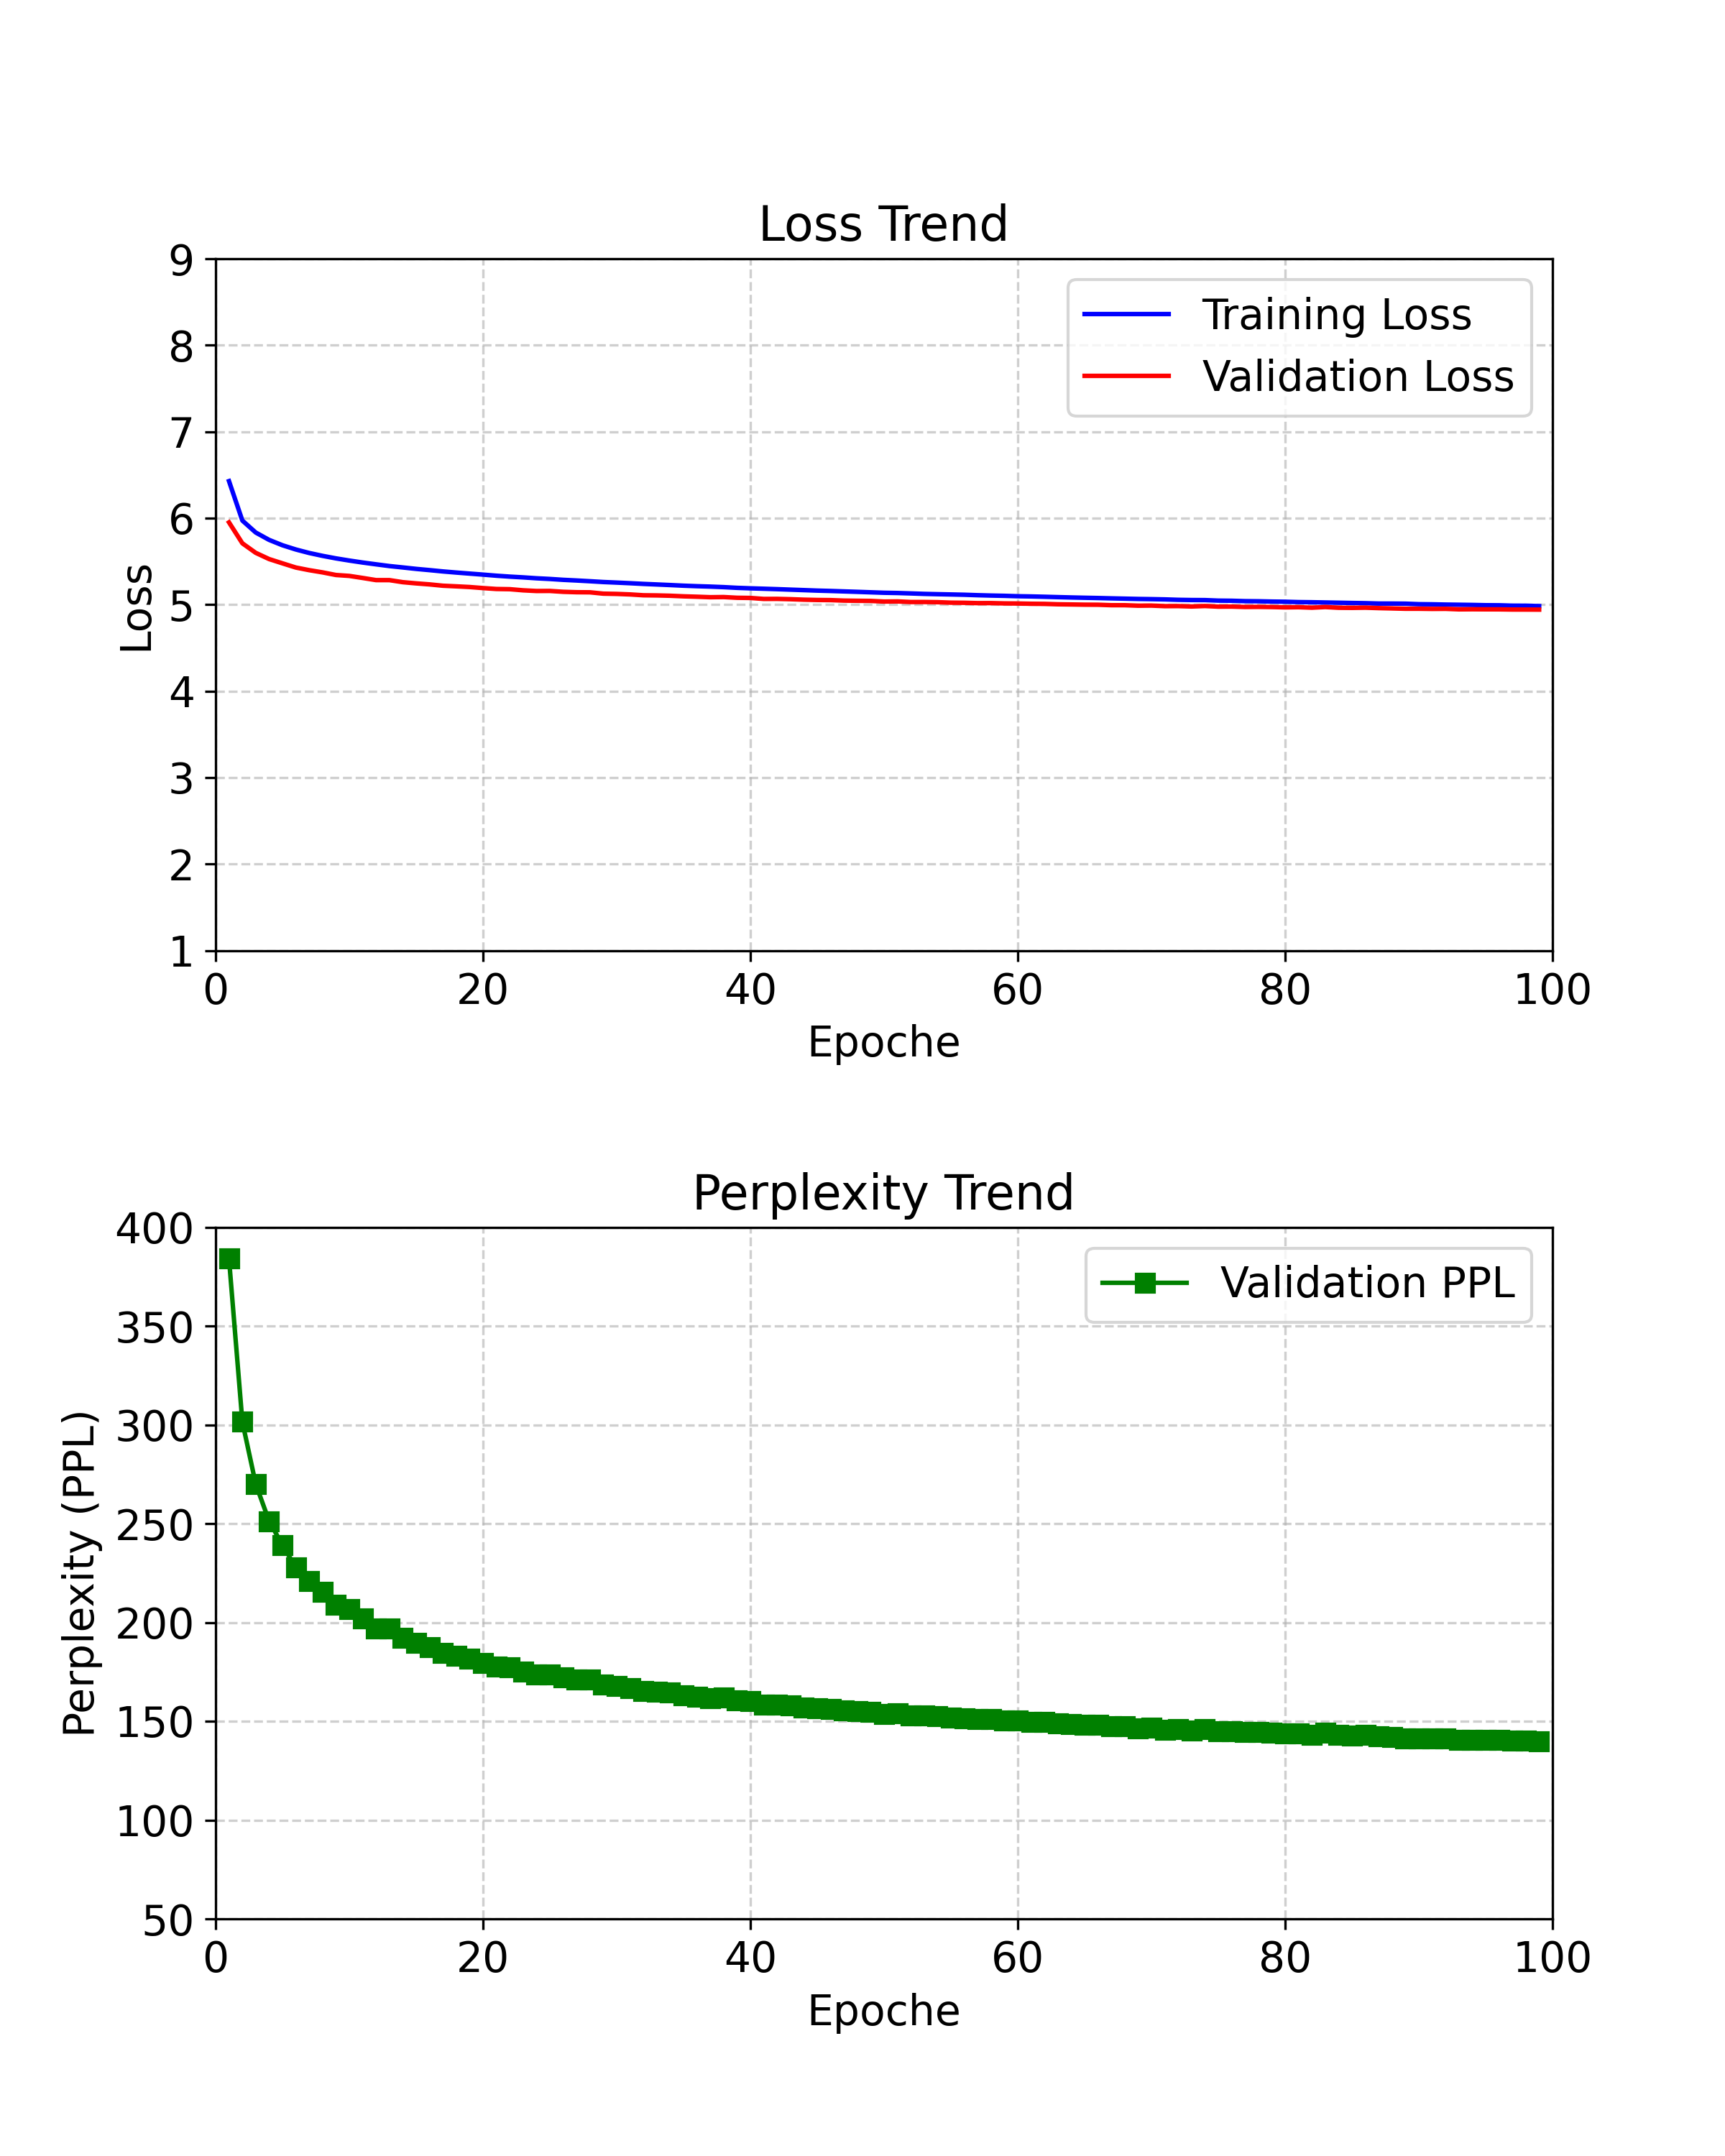 Loss Trend
9
8
7
6
5
4
3
2
1
Loss
Training Loss
Validation Loss
0 20 40 60 80 100
Epoche
Perplexity Trend
400
350
300
250
200
150
100
50
Perplexity (PPL)
Validation PPL
0 20 40 60 80 100
Epoche